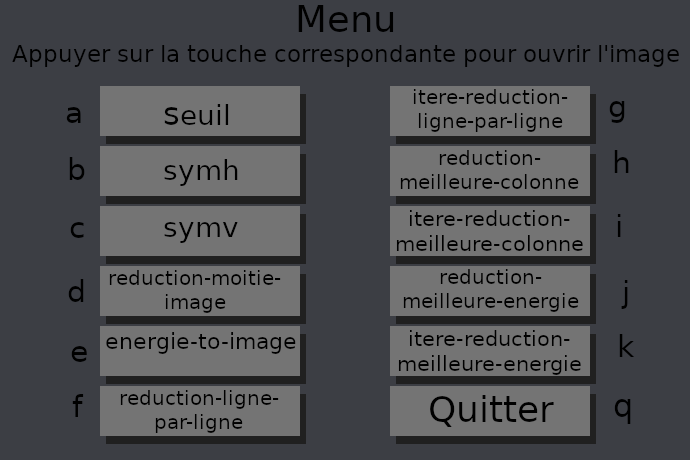 Menu
Appuyer sur la touche correspondante pour ouvrir l'image
a
seuil
b
symh
c
symv
d
reduction-moitie-
image
e
energie-to-image
f
reduction-ligne-
par-ligne
itere-reduction-
ligne-par-ligne
g
reduction-
meilleure-colonne
h
itere-reduction-
meilleure-colonne
i
reduction-
meilleure-energie
j
itere-reduction-
meilleure-energie
k
Quitter
q